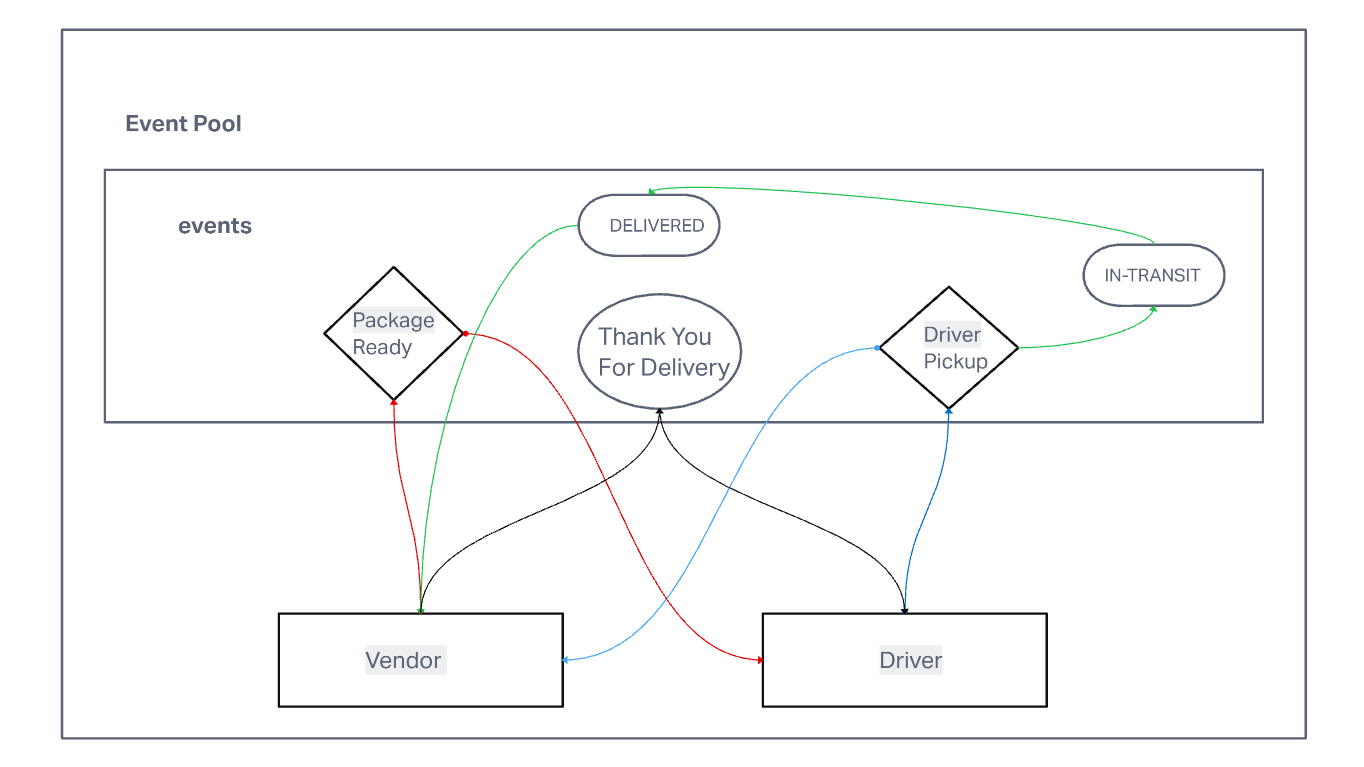 Event Pool
events
DELIVERED
IN-TRANSIT
Package
Ready
Thank You
For Delivery
Driver
Pickup
Vendor
Driver